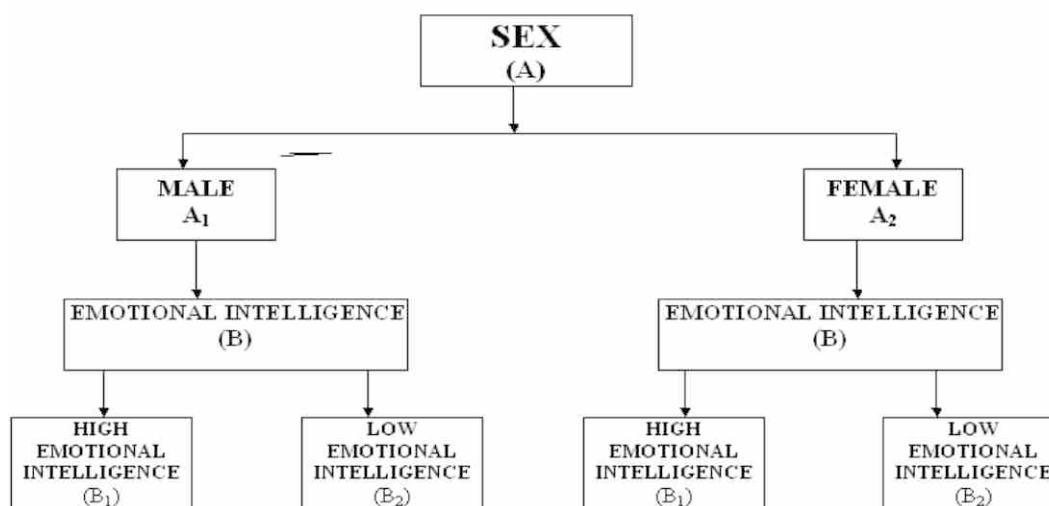 SEX
(A)
MALE
A₁
FEMALE
A₂
EMOTIONAL INTELLIGENCE
(B)
EMOTIONAL INTELLIGENCE
(B)
HIGH
EMOTIONAL
INTELLIGENCE
(B₁)
LOW
EMOTIONAL
INTELLIGENCE
(B₂)
HIGH
EMOTIONAL
INTELLIGENCE
(B₁)
LOW
EMOTIONAL
INTELLIGENCE
(B₂)